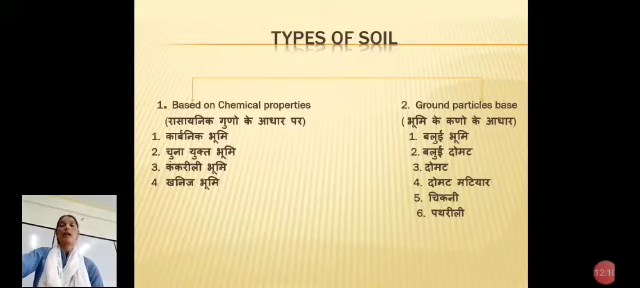 TYPES OF SOIL
1. Based on Chemical properties
(रासायनिक गुणो के आधार पर)
1. कार्बनिक भूमि
2. चुना युक्त भूमि
3. कंकरीली भूमि
4 खनिज भूमि
2. Ground particles base
( भूमि के कणो के आधार)
1. बलुई भूमि
2. बलुई दोमट
3. दोमट
4. दोमट मटियार
5. चिकनी
6. पथरीली
12:10